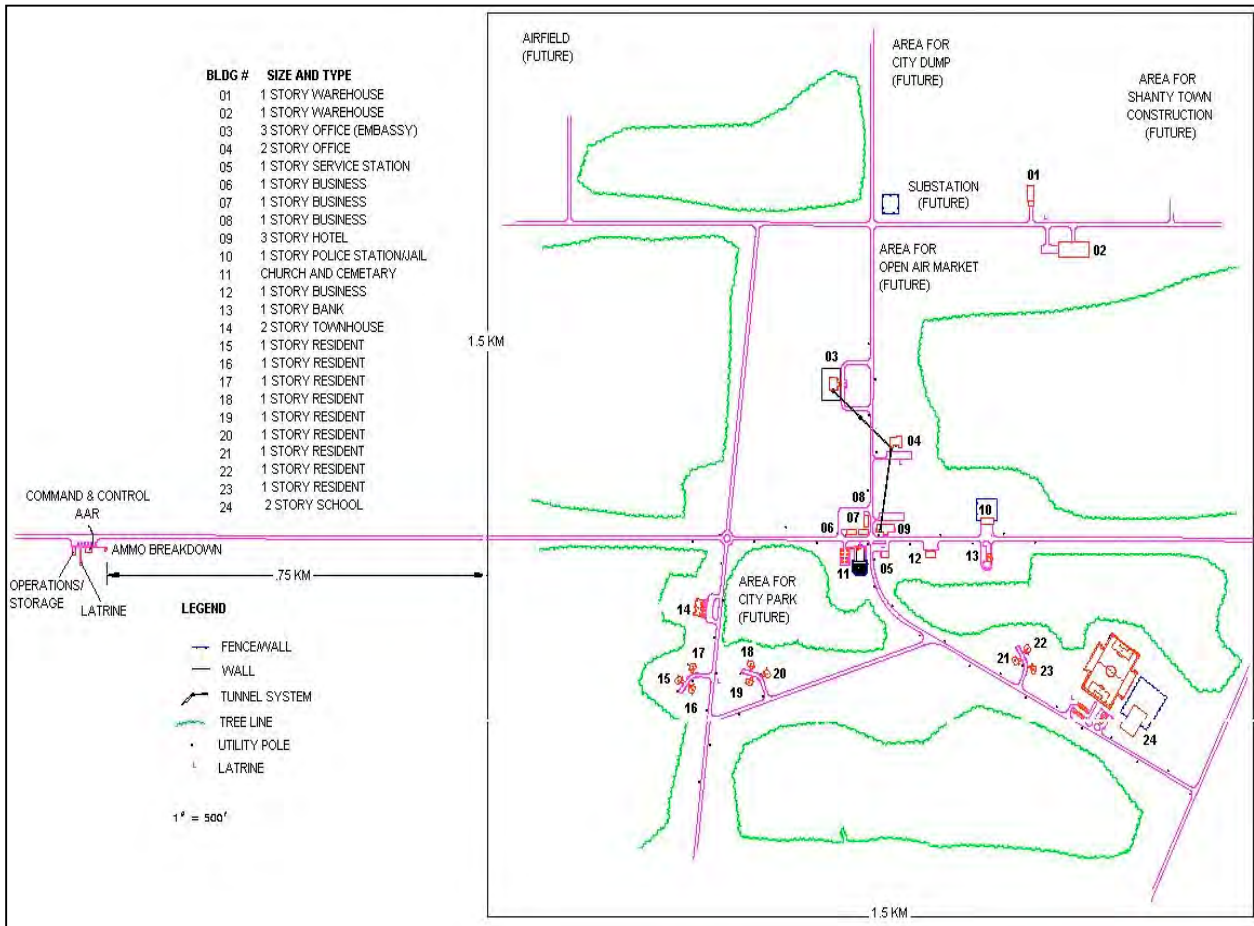 BLDG # SIZE AND TYPE
01 1 STORY WAREHOUSE
02 1 STORY WAREHOUSE
03 3 STORY OFFICE (EMBASSY)
04 2 STORY OFFICE
05 1 STORY SERVICE STATION
06 1 STORY BUSINESS
07 1 STORY BUSINESS
08 1 STORY BUSINESS
09 3 STORY HOTEL
10 1 STORY POLICE STATION/JAIL
11 CHURCH AND CEMETARY
12 1 STORY BUSINESS
13 1 STORY BANK
14 2 STORY TOWNHOUSE
15 1 STORY RESIDENT
16 1 STORY RESIDENT
17 1 STORY RESIDENT
18 1 STORY RESIDENT
19 1 STORY RESIDENT
20 1 STORY RESIDENT
21 1 STORY RESIDENT
22 1 STORY RESIDENT
23 1 STORY RESIDENT
24 2 STORY SCHOOL
COMMAND & CONTROL
AAR
AMMO BREAKDOWN
OPERATIONS/
STORAGE
LATRINE
.75 KM
LEGEND
FENCE/WALL
WALL
TUNNEL SYSTEM
TREE LINE
UTILITY POLE
L LATRINE
1" = 500'
1.5 KM
AIRFIELD
(FUTURE)
AREA FOR
CITY DUMP
(FUTURE)
AREA FOR
SHANTY TOWN
CONSTRUCTION
(FUTURE)
SUBSTATION
(FUTURE)
01
L
02
AREA FOR
OPEN AIR MARKET
(FUTURE)
03
04
L
08
07
06
09
10
11
05
12
13
AREA FOR
CITY PARK
(FUTURE)
14
17
18
15
20
19
16
L
22
21
23
L
24
1.5 KM